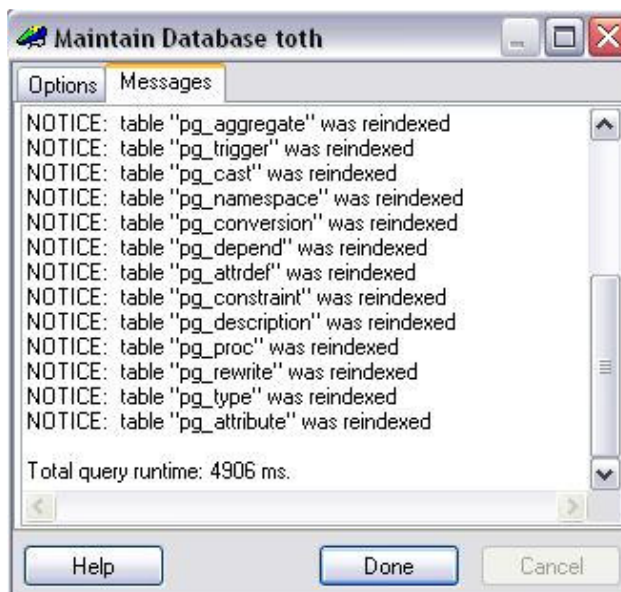 Maintain Database toth
Options Messages
NOTICE: table "pg_aggregate" was reindexed
NOTICE: table "pg_trigger" was reindexed
NOTICE: table "pg_cast" was reindexed
NOTICE: table "pg_namespace" was reindexed
NOTICE: table "pg_conversion" was reindexed
NOTICE: table "pg_depend" was reindexed
NOTICE: table "pg_attrdef" was reindexed
NOTICE: table "pg_constraint" was reindexed
NOTICE: table "pg_description" was reindexed
NOTICE: table "pg_proc" was reindexed
NOTICE: table "pg_rewrite" was reindexed
NOTICE: table "pg_type" was reindexed
NOTICE: table "pg_attribute" was reindexed
Total query runtime: 4906 ms.
Help Done Cancel